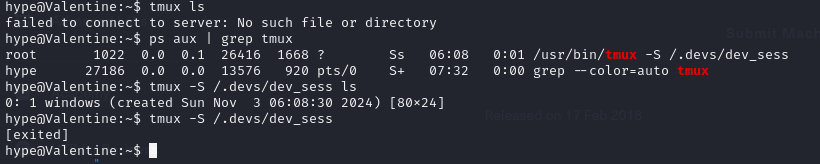 hype@Valentine:~$ tmux ls
failed to connect to server: No such file or directory
hype@Valentine:~$ ps aux | grep tmux
root      1022  0.0  0.1  26416  1668 ?        Ss   06:08   0:01 /usr/bin/tmux -S /.devs/dev_sess
hype     27186  0.0  0.0  13576   920 pts/0    S+   07:32   0:00 grep --color=auto tmux
hype@Valentine:~$ tmux -S /.devs/dev_sess ls
0: 1 windows (created Sun Nov  3 06:08:30 2024) [80×24]
hype@Valentine:~$ tmux -S /.devs/dev_sess
Released on 17 Feb 2018
[exited]
hype@Valentine:~$